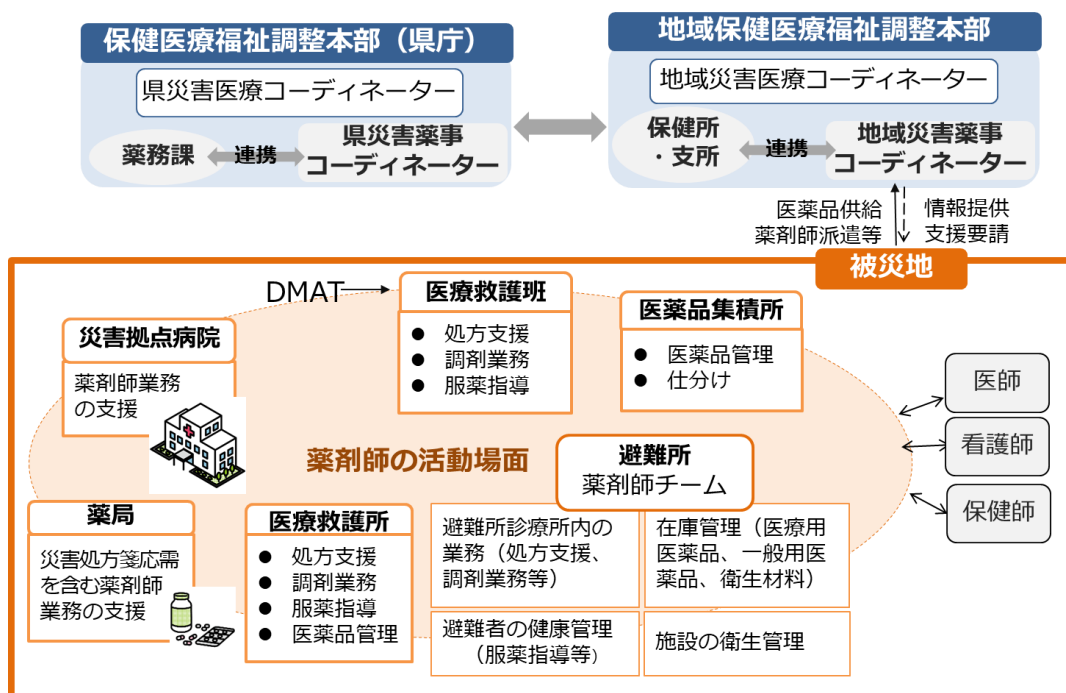 保健医療福祉調整本部（県庁）
県災害医療コーディネーター
薬務課
連携
県災害薬事
コーディネーター
地域保健医療福祉調整本部
地域災害医療コーディネーター
保健所
・支所
連携
地域災害薬事
コーディネーター
医薬品供給
薬剤師派遣等
情報提供
支援要請
被災地
DMAT
医療救護班
● 処方支援
● 調剤業務
● 服薬指導
医薬品集積所
● 医薬品管理
● 仕分け
災害拠点病院
薬剤師業務
の支援
医師
看護師
保健師
薬剤師の活動場面
避難所
薬剤師チーム
薬局
災害処方箋応需
を含む薬剤師
業務の支援
医療救護所
● 処方支援
● 調剤業務
● 服薬指導
● 医薬品管理
避難所診療所内の
業務（処方支援、
調剤業務等）
在庫管理（医療用
医薬品、一般用医
薬品、衛生材料）
避難者の健康管理
（服薬指導等）
施設の衛生管理